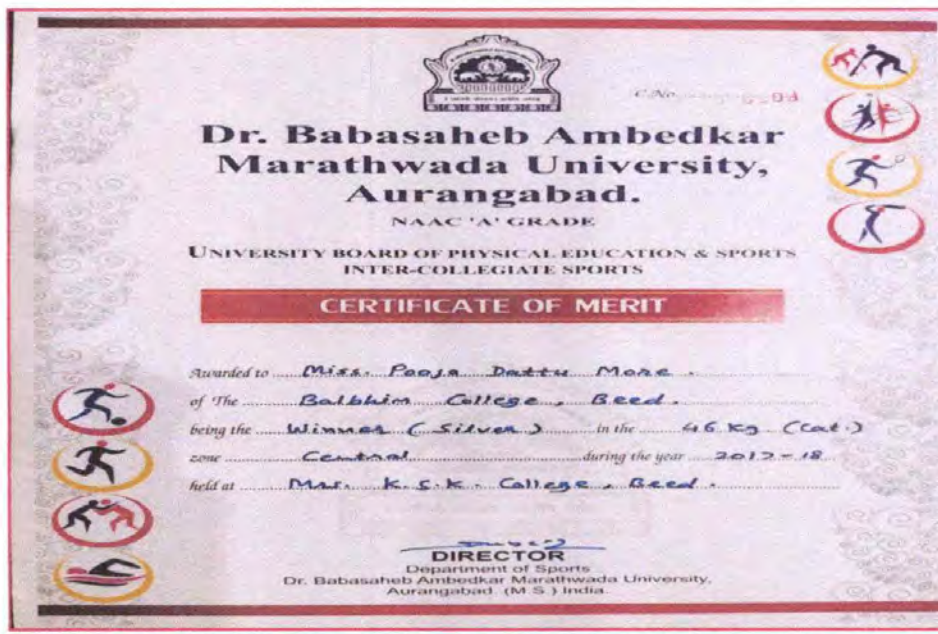 C.No.
Dr. Babasaheb Ambedkar
Marathwada University,
Aurangabad.
NAAC 'A' GRADE
UNIVERSITY BOARD OF PHYSICAL EDUCATION & SPORTS
INTER-COLLEGIATE SPORTS
CERTIFICATE OF MERIT
Awarded to Miss. Pooja Dattu More.
of The Balbhim College, Beed.
being the Winner (Silver) in the 46 Kg (Cat.)
zone Central during the year 2017-18
held at Mrs. K.S.K. College, Beed.
DIRECTOR
Department of Sports
Dr. Babasaheb Ambedkar Marathwada University,
Aurangabad. (M.S.) India.